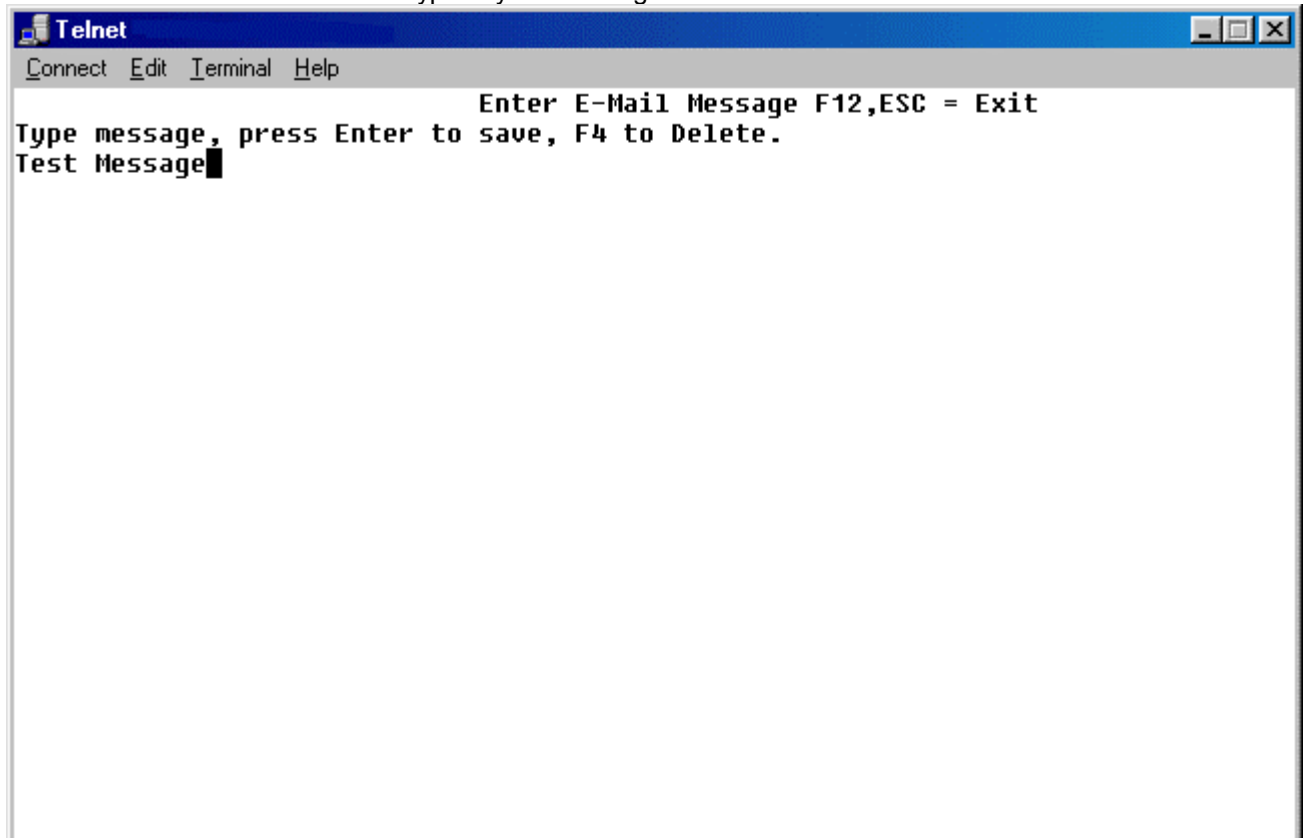 Telnet
Connect Edit Terminal Help
Enter E-Mail Message F12,ESC = Exit
Type message, press Enter to save, F4 to Delete.
Test Message